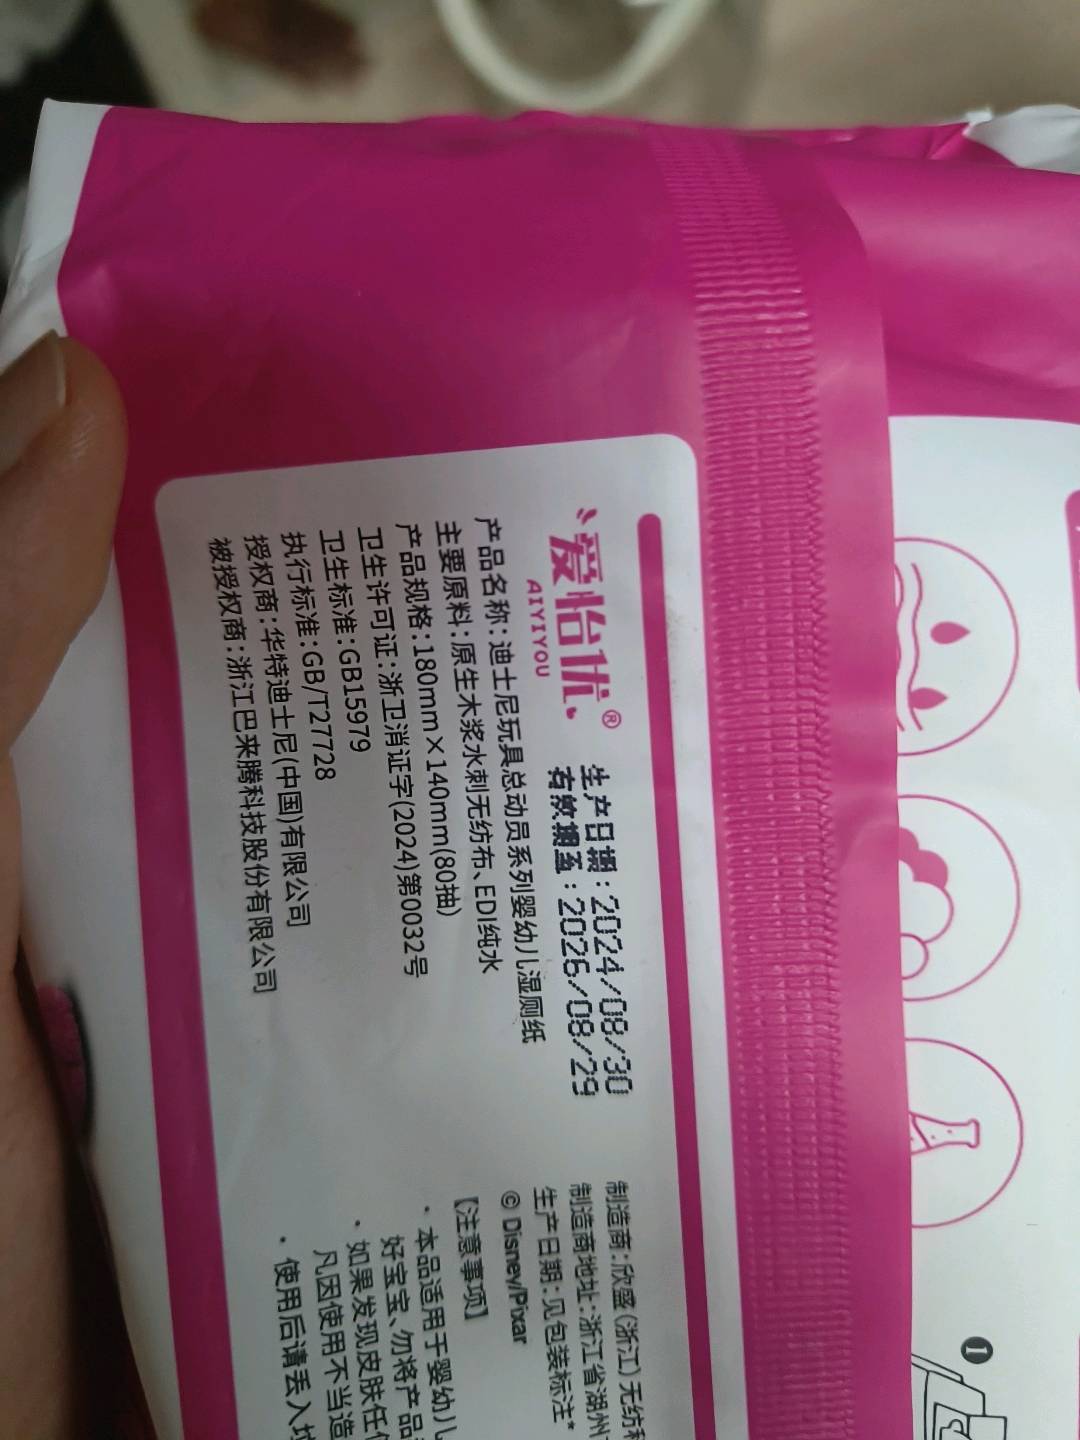 爱怡优®
AIYIYOU
生产日期:2024/08/30
有效期至:2026/08/29
产品名称:迪士尼玩具总动员系列婴幼儿湿厕纸
主要原料:原生木浆水刺无纺布、EDI纯水
产品规格:180mm×140mm(80抽)
卫生许可证:浙卫消证字(2024)第0032号
卫生标准:GB15979
执行标准:GB/T27728
授权商:华特迪士尼(中国)有限公司
被授权商:浙江巴来腾科技股份有限公司
制造商:欣盛(浙江)无纺科
制造商地址:浙江省湖州
生产日期:见包装标注*
© Disney/Pixar
【注意事项】
· 本品适用于婴幼儿
好宝宝、勿将产品
· 如果发现皮肤任何
凡因使用不当造
· 使用后请丢入垃
1